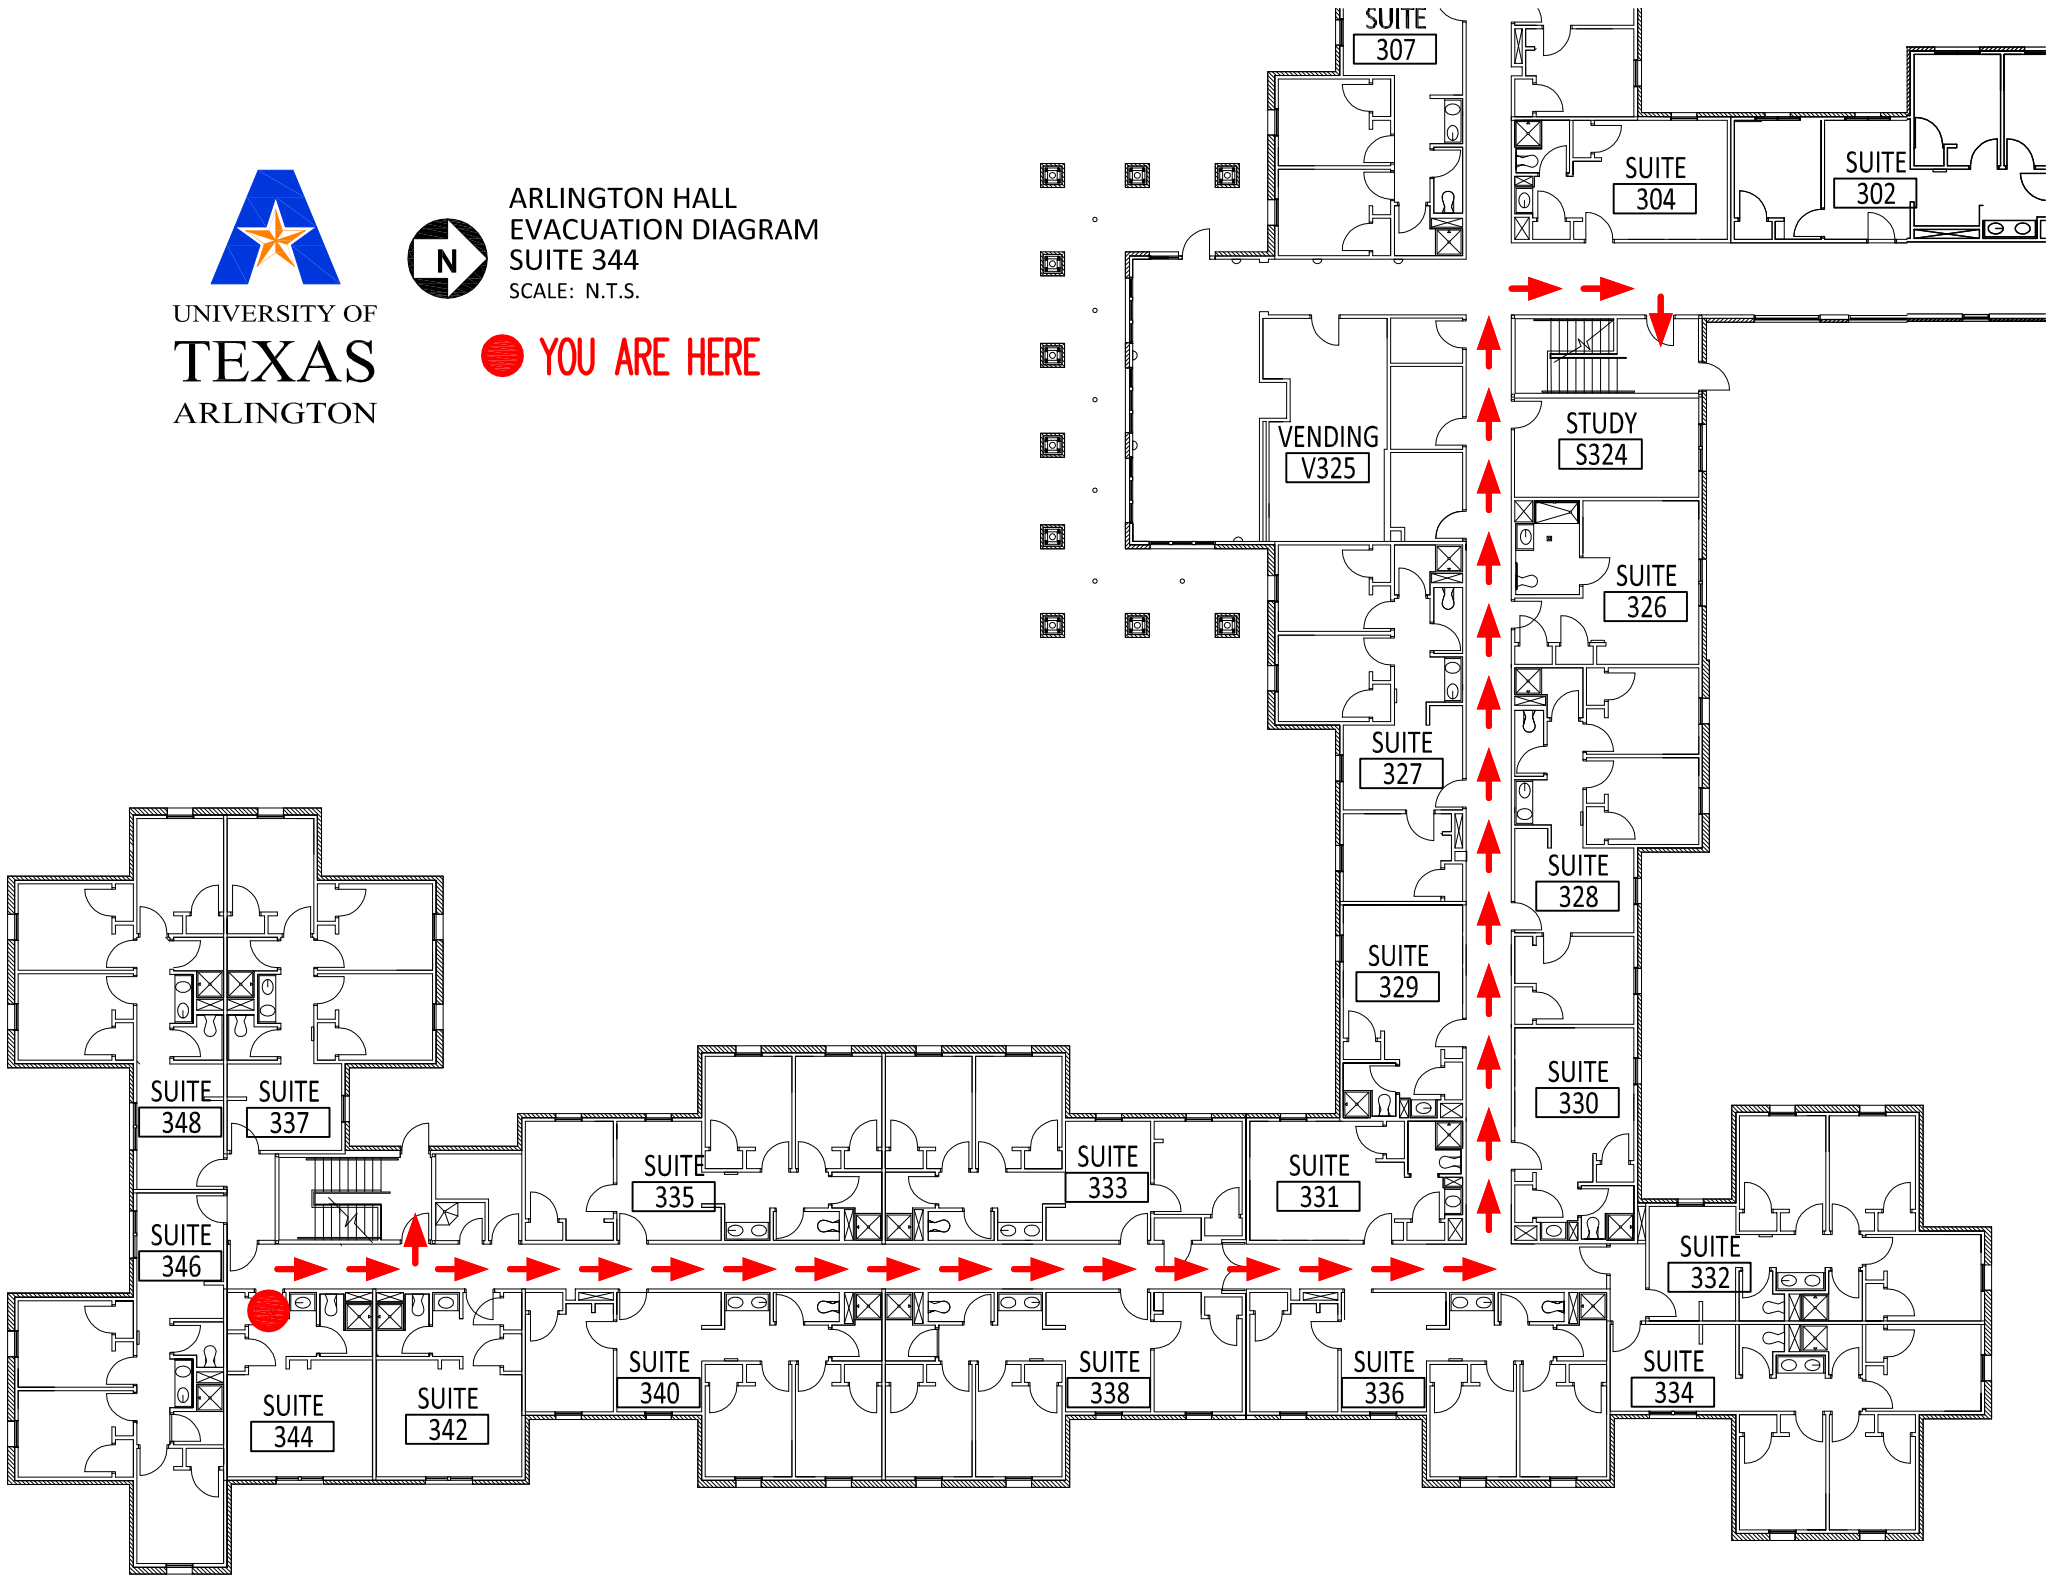 SUITE
307
SUITE
304
SUITE
302
UNIVERSITY OF
TEXAS
ARLINGTON
N
ARLINGTON HALL
EVACUATION DIAGRAM
SUITE 344
SCALE: N.T.S.
YOU ARE HERE
VENDING
V325
STUDY
S324
SUITE
326
SUITE
327
SUITE
328
SUITE
329
SUITE
330
SUITE
348
SUITE
337
SUITE
335
SUITE
333
SUITE
331
SUITE
346
SUITE
332
SUITE
344
SUITE
342
SUITE
340
SUITE
338
SUITE
336
SUITE
334